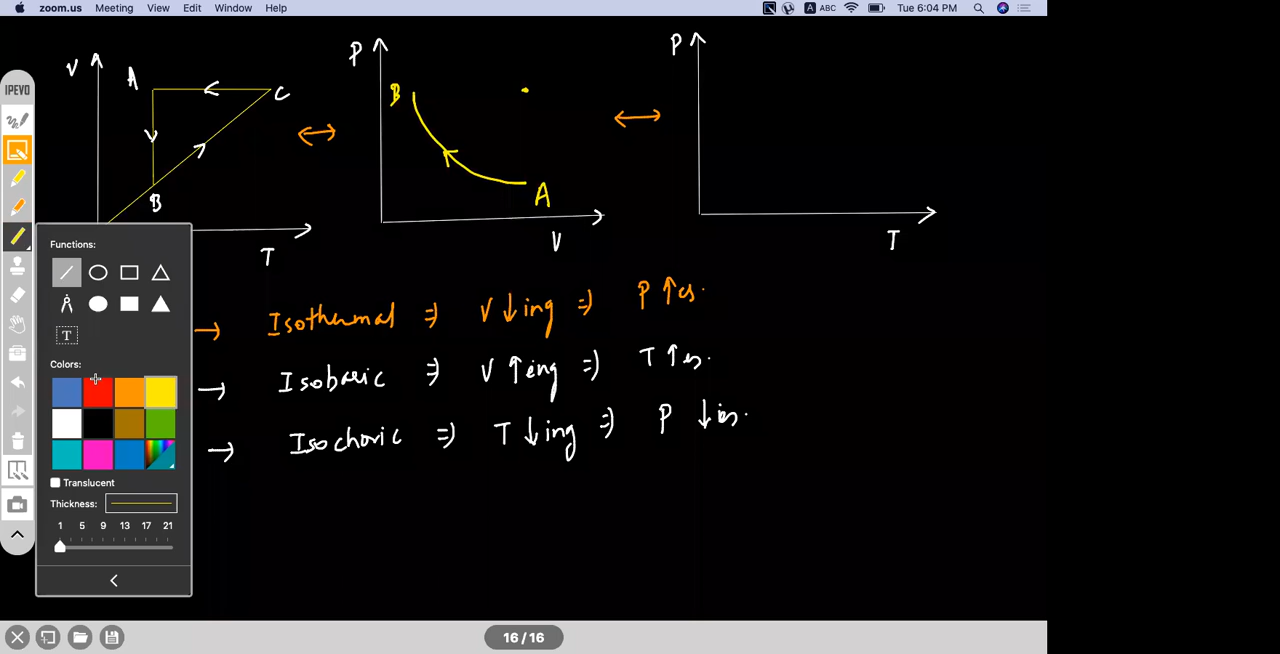 zoom.us Meeting View Window Edit Help
A ABC Tue 6:04 PM
IPEVO
V A C B T
P B A V
P T
Functions:
T
Colors:
Translucent
Thickness:
1 5 9 13 17 21
→ Isothermal ⇒ V ↓ing ⇒ P ↑es.
→ Isobaric ⇒ V ↑ing ⇒ T ↑es.
→ Isochoric ⇒ T ↓ing ⇒ P ↓es.
16 / 16